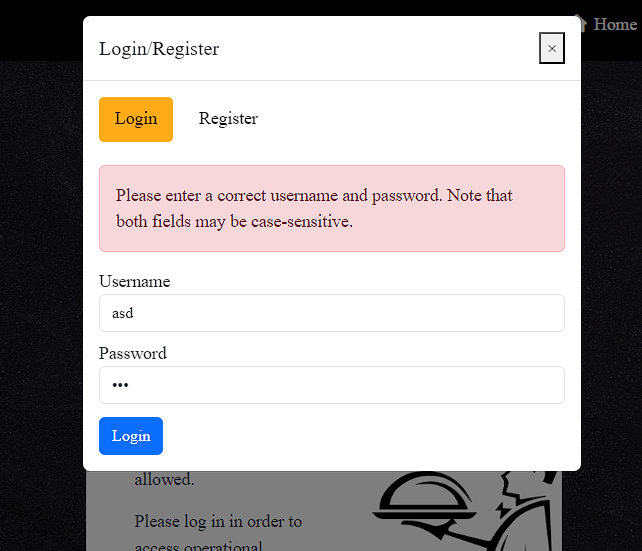 Home
Login/Register
×
Login Register
Please enter a correct username and password. Note that
both fields may be case-sensitive.
Username
asd
Password
•••
Login
allowed.
Please log in in order to
access operational